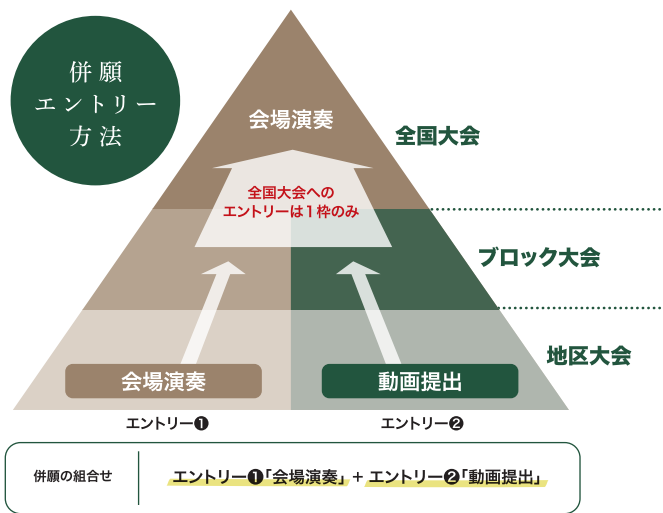 併願
エントリー
方法
会場演奏
全国大会
全国大会への
エントリーは1枠のみ
ブロック大会
地区大会
会場演奏
動画提出
エントリー❶
エントリー❷
併願の組合せ
エントリー❶「会場演奏」+エントリー❷「動画提出」